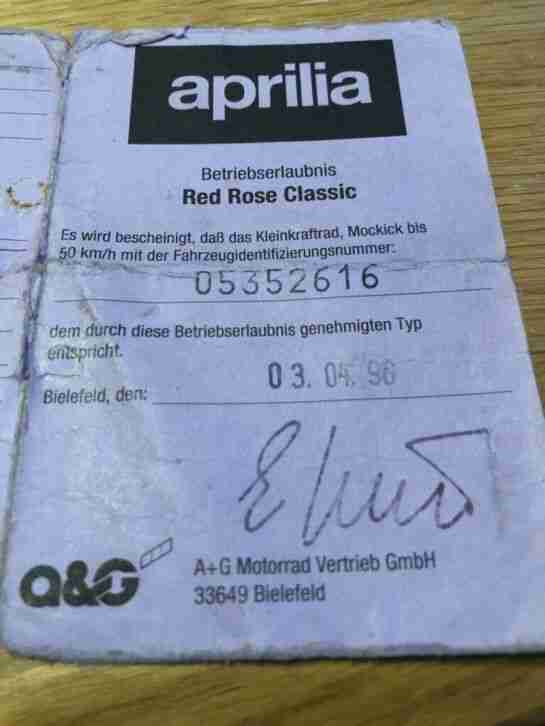 aprilia
Betriebserlaubnis
Red Rose Classic
Es wird bescheinigt, daß das Kleinkraftrad, Mockick bis
50 km/h mit der Fahrzeugidentifizierungsnummer:
05352616
dem durch diese Betriebserlaubnis genehmigten Typ
entspricht.
03. 04. 96
Bielefeld, den:
a&G
A+G Motorrad Vertrieb GmbH
33649 Bielefeld